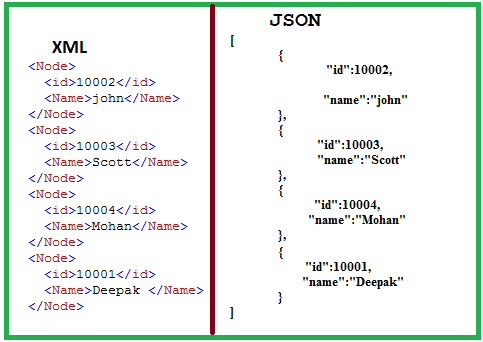 XML
<Node>
<id>10002</id>
<Name>john</Name>
</Node>
<Node>
<id>10003</id>
<Name>Scott</Name>
</Node>
<Node>
<id>10004</id>
<Name>Mohan</Name>
</Node>
<Node>
<id>10001</id>
<Name>Deepak </Name>
</Node>
JSON
[
{
"id":10002,
"name":"john"
},
{
"id":10003,
"name":"Scott"
},
{
"id":10004,
"name":"Mohan"
},
{
"id":10001,
"name":"Deepak"
}
]